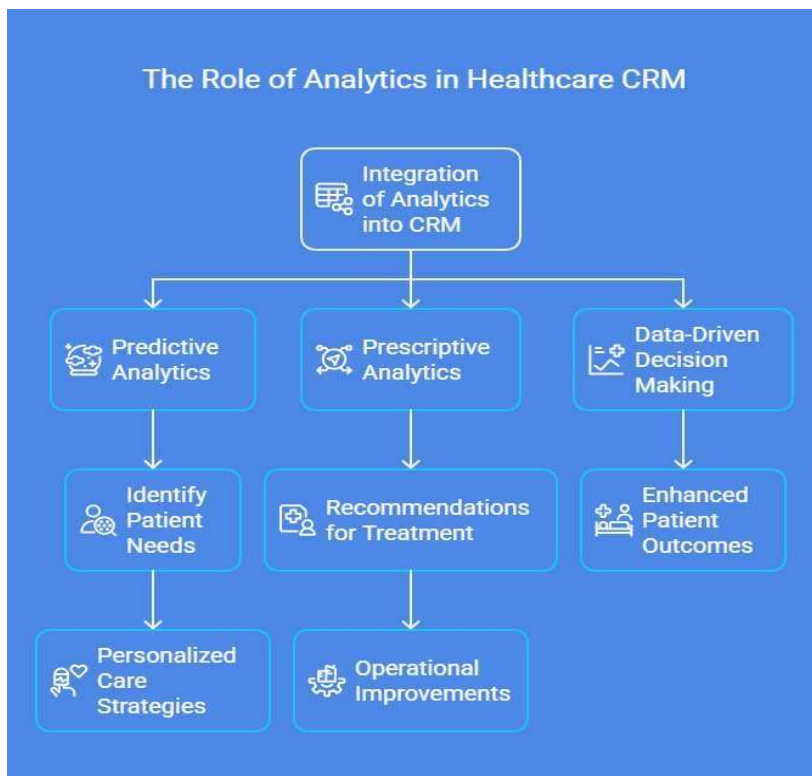 The Role of Analytics in Healthcare CRM
Integration
of Analytics
into CRM
Predictive
Analytics
Prescriptive
Analytics
Data-Driven
Decision
Making
Identify
Patient
Needs
Recommendations
for Treatment
Enhanced
Patient
Outcomes
Personalized
Care
Strategies
Operational
Improvements